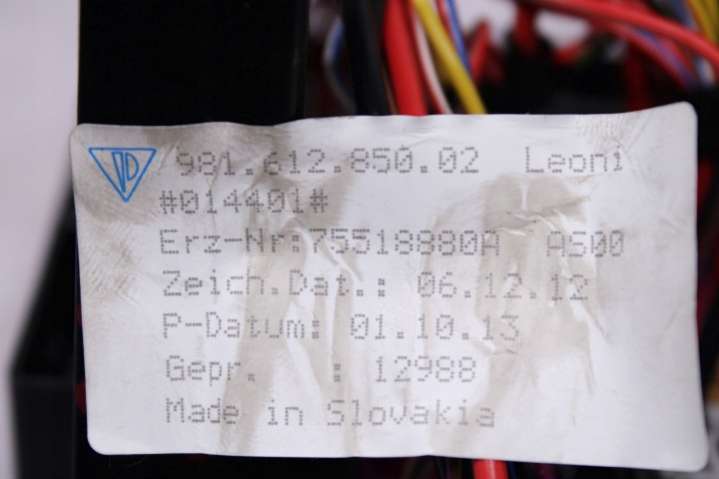 981.612.850.02 Leoni
#014401#
Erz-Nr:75518880A A500
Zeich.Dat.: 06.12.12
P-Datum: 01.10.13
Gepr. : 12988
Made in Slovakia